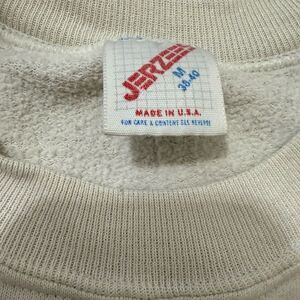 JERZEES
M
38-40
MADE IN U.S.A.
FOR CARE & CONTENT SEE REVERSE